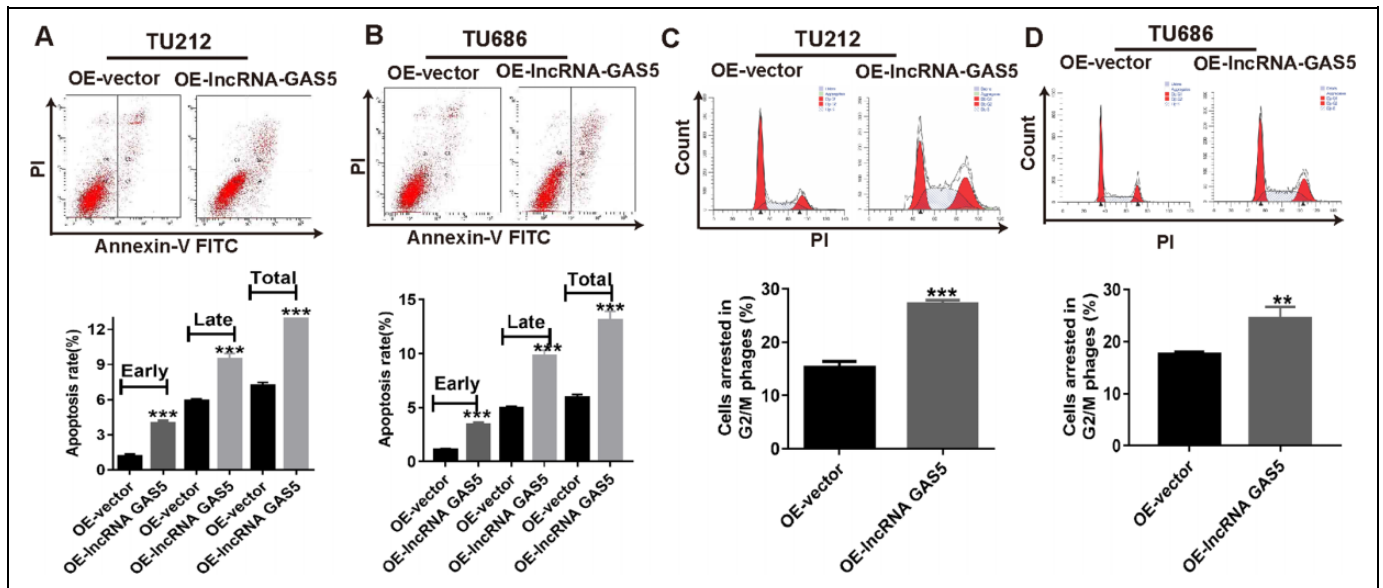 A
TU212
OE-vector
OE-lncRNA-GAS5
PI
Annexin-V FITC
Apoptosis rate(%)
12
9
6
3
0
Early
***
Late
***
Total
***
OE-vector
OE-lncRNA GAS5
OE-vector
OE-lncRNA GAS5
OE-vector
OE-lncRNA GAS5
B
TU686
OE-vector
OE-lncRNA-GAS5
PI
Annexin-V FITC
Apoptosis rate(%)
15
10
5
0
Early
***
Late
***
Total
***
OE-vector
OE-lncRNA GAS5
OE-vector
OE-lncRNA GAS5
OE-vector
OE-lncRNA GAS5
C
TU212
OE-vector
OE-lncRNA-GAS5
Count
PI
Cells arrested in
G2/M phages (%)
30
20
10
0
***
OE-vector
OE-lncRNA GAS5
D
TU686
OE-vector
OE-lncRNA-GAS5
Count
PI
Cells arrested in
G2/M phages (%)
30
20
10
0
**
OE-vector
OE-lncRNA GAS5